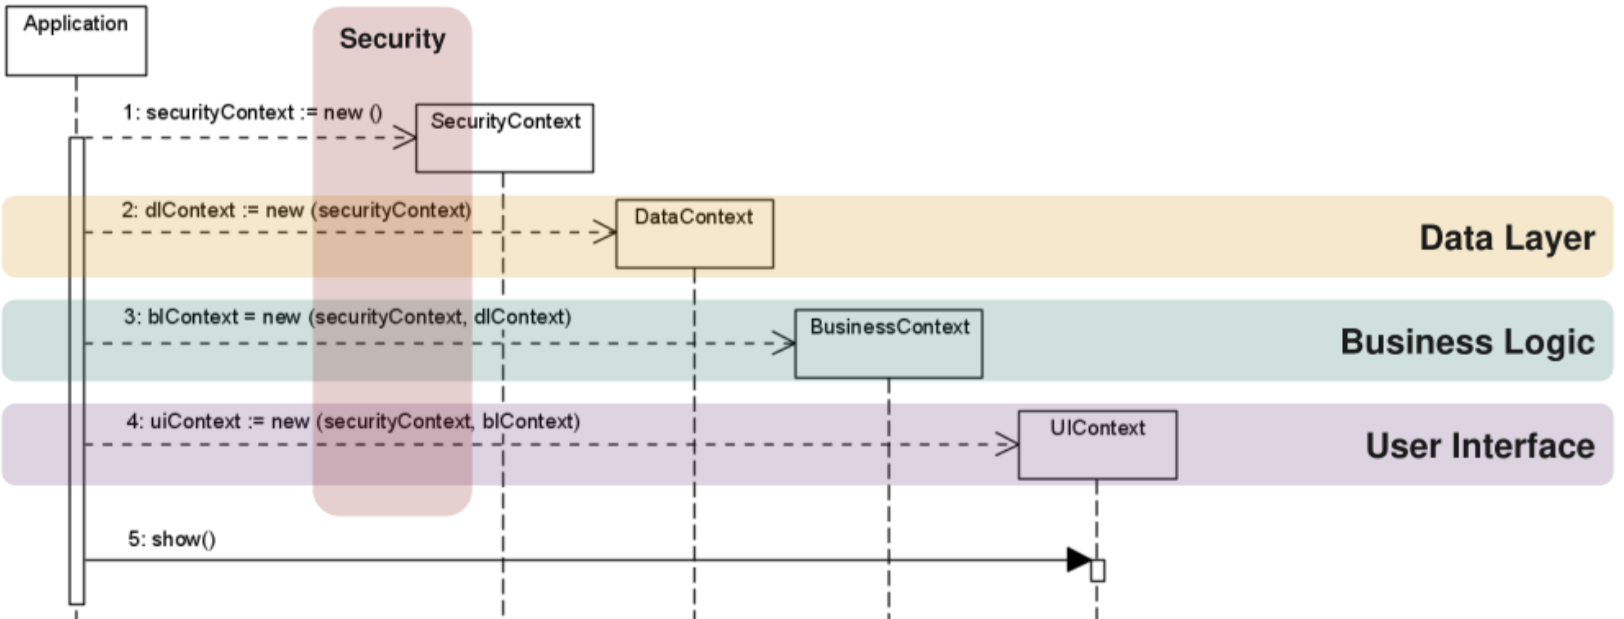 Application
Security
1: securityContext := new ()
SecurityContext
2: dlContext := new (securityContext)
DataContext
Data Layer
3: blContext = new (securityContext, dlContext)
BusinessContext
Business Logic
4: uiContext := new (securityContext, blContext)
UIContext
User Interface
5: show()